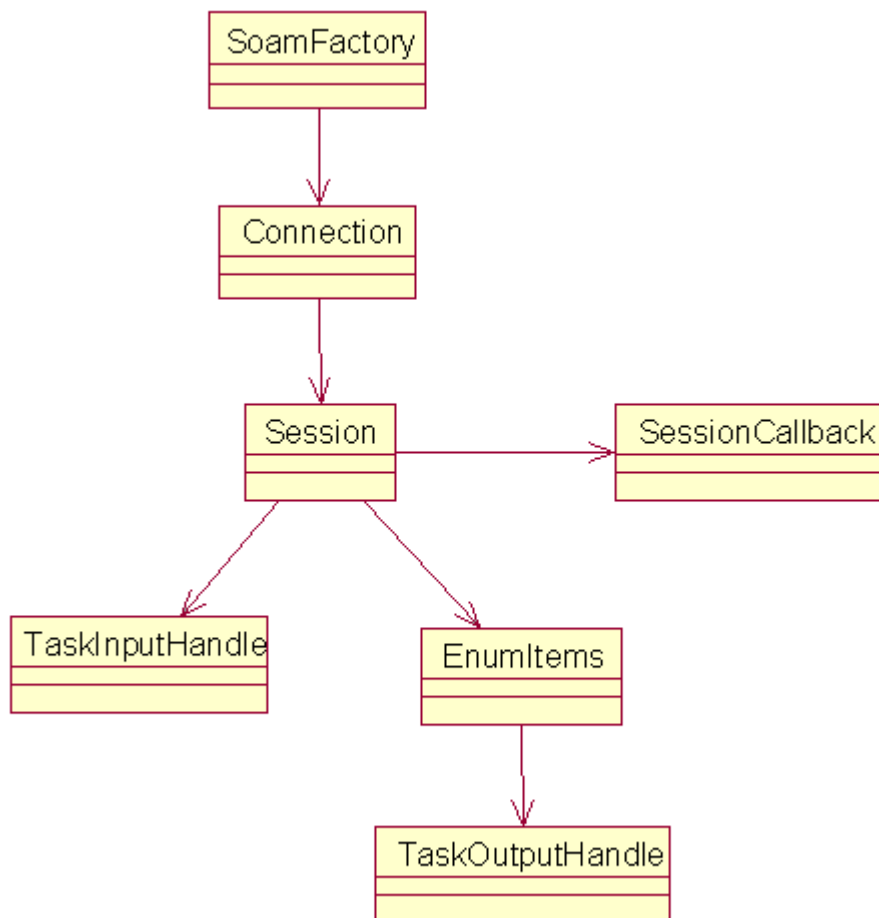 SoamFactory
Connection
Session
SessionCallback
TaskInputHandle
EnumItems
TaskOutputHandle